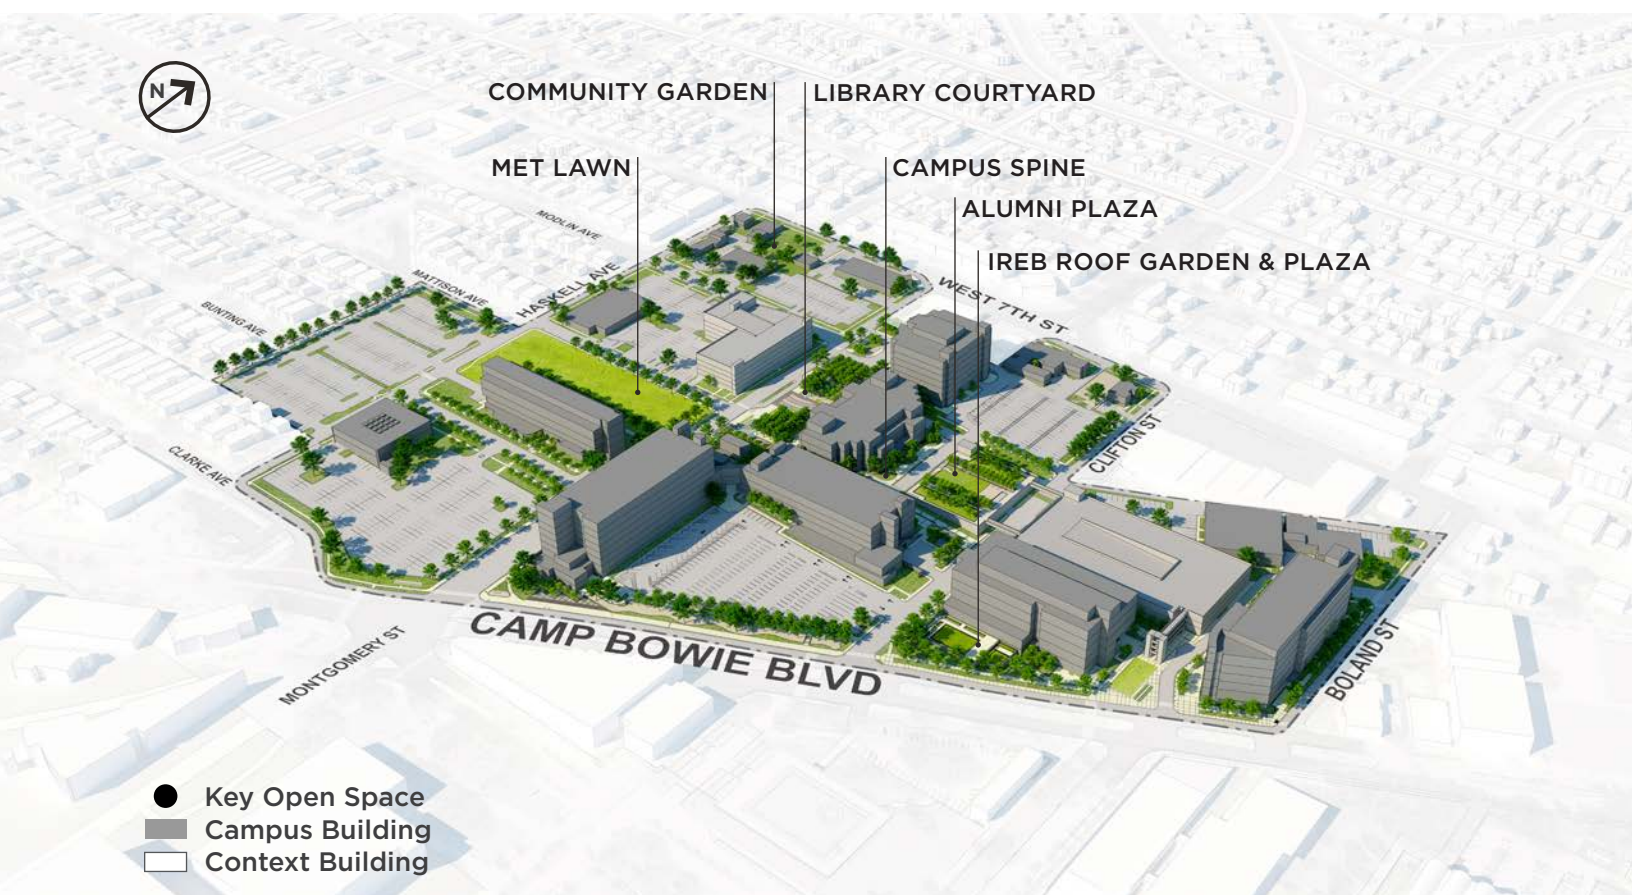 N
COMMUNITY GARDEN
LIBRARY COURTYARD
MET LAWN
CAMPUS SPINE
ALUMNI PLAZA
IREB ROOF GARDEN & PLAZA
MODLIN AVE
HASKELL AVE
MATTISON AVE
BUNTING AVE
WEST 7TH ST
CLIFTON ST
CLARKE AVE
CAMP BOWIE BLVD
MONTGOMERY ST
BOLAND ST
Key Open Space
Campus Building
Context Building